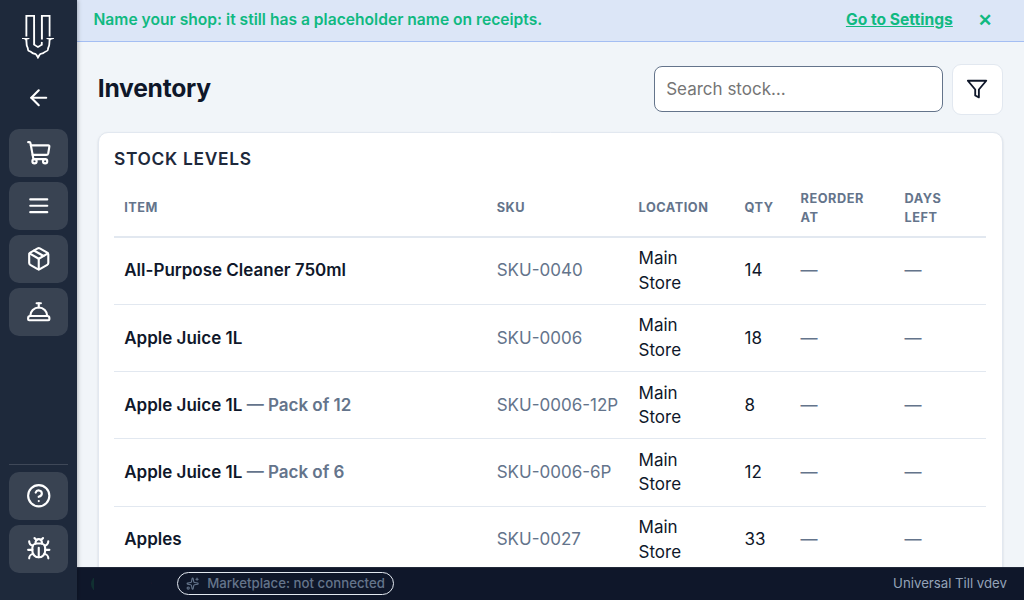 Name your shop: it still has a placeholder name on receipts. Go to Settings ✕
Inventory
Search stock...
STOCK LEVELS
ITEM SKU LOCATION QTY REORDER AT DAYS LEFT
All-Purpose Cleaner 750ml SKU-0040 Main Store 14 — —
Apple Juice 1L SKU-0006 Main Store 18 — —
Apple Juice 1L — Pack of 12 SKU-0006-12P Main Store 8 — —
Apple Juice 1L — Pack of 6 SKU-0006-6P Main Store 12 — —
Apples SKU-0027 Main Store 33 — —
Marketplace: not connected
Universal Till vdev